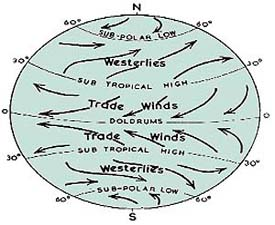 N
60° 60°
SUB-POLAR LOW
Westerlies
30° 30°
SUB TROPICAL HIGH
Trade Winds
0 0
DOLDRUMS
Trade Winds
30° 30°
SUB TROPICAL HIGH
Westerlies
SUB-POLAR LOW
60° 60°
S